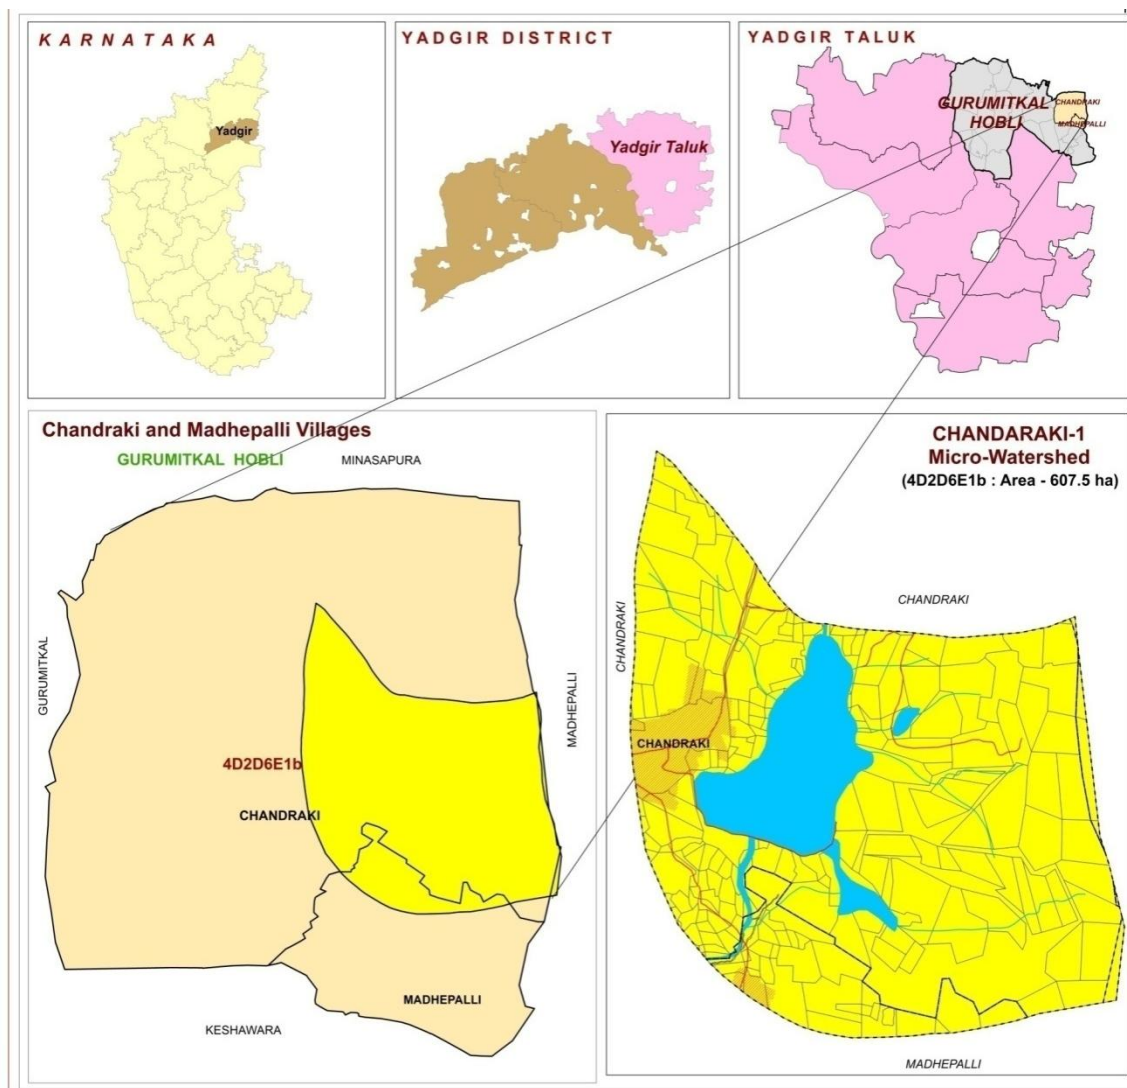 KARNATAKA
Yadgir
YADGIR DISTRICT
Yadgir Taluk
YADGIR TALUK
GURUMITKAL
HOBLI
CHANDRAKI
MADHEPALLI
Chandraki and Madhepalli Villages
GURUMITKAL HOBLI
MINASAPURA
GURUMITKAL
MADHEPALLI
4D2D6E1b
CHANDRAKI
MADHEPALLI
KESHAWARA
CHANDARAKI-1
Micro-Watershed
(4D2D6E1b : Area - 607.5 ha)
CHANDRAKI
CHANDRAKI
CHANDRAKI
MADHEPALLI